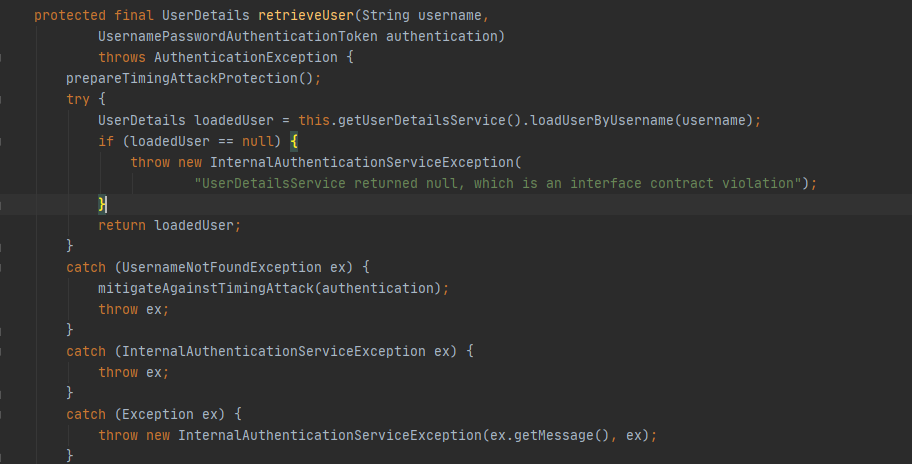 protected final UserDetails retrieveUser(String username,
UsernamePasswordAuthenticationToken authentication)
throws AuthenticationException {
prepareTimingAttackProtection();
try {
UserDetails loadedUser = this.getUserDetailsService().loadUserByUsername(username);
if (loadedUser == null) {
throw new InternalAuthenticationServiceException(
"UserDetailsService returned null, which is an interface contract violation");
}
return loadedUser;
}
catch (UsernameNotFoundException ex) {
mitigateAgainstTimingAttack(authentication);
throw ex;
}
catch (InternalAuthenticationServiceException ex) {
throw ex;
}
catch (Exception ex) {
throw new InternalAuthenticationServiceException(ex.getMessage(), ex);
}